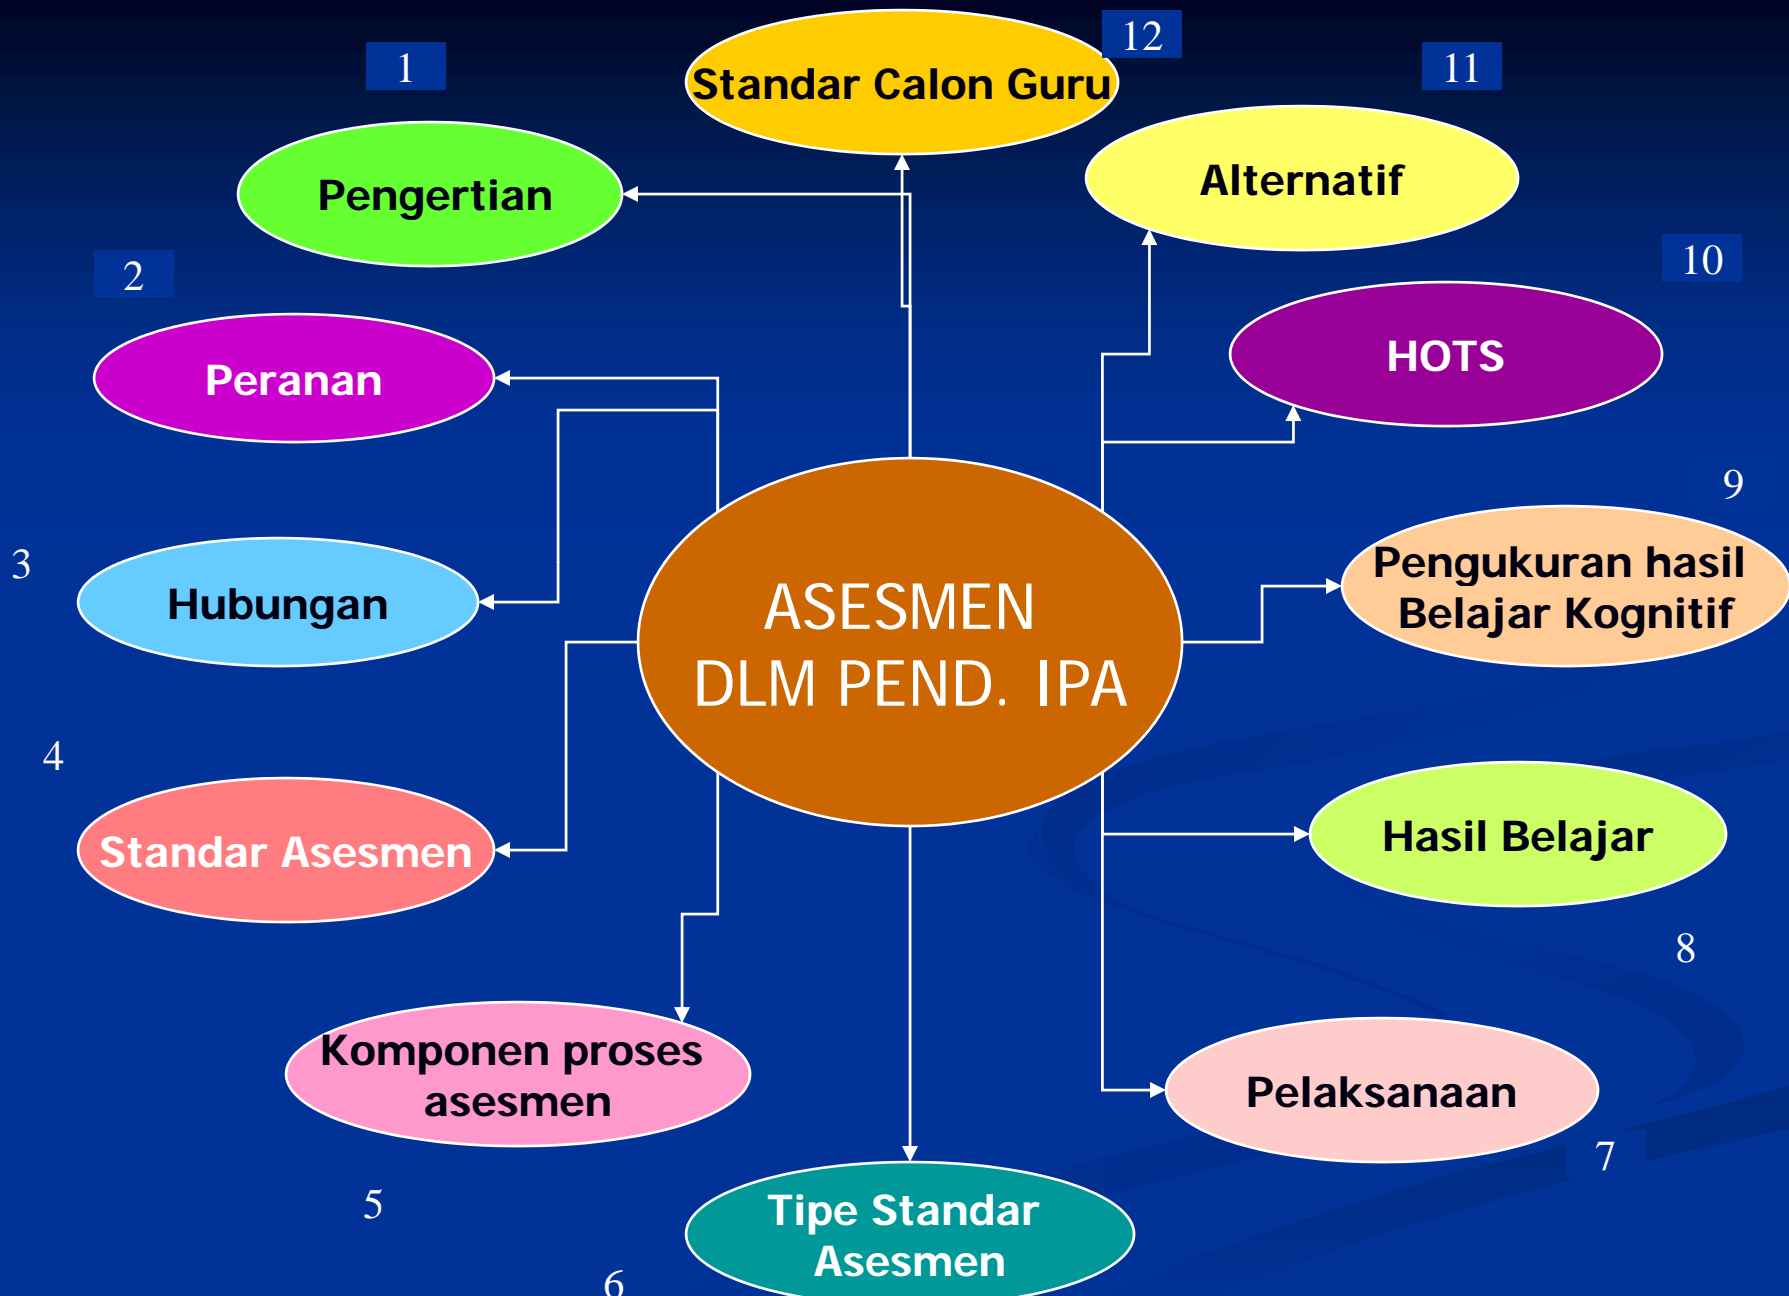 12
Standar Calon Guru
1
Pengertian
11
Alternatif
2
Peranan
10
HOTS
3
Hubungan
9
Pengukuran hasil
Belajar Kognitif
ASESMEN
DLM PEND. IPA
4
Standar Asesmen
Hasil Belajar
8
Komponen proses
asesmen
5
Pelaksanaan
7
Tipe Standar
Asesmen
6